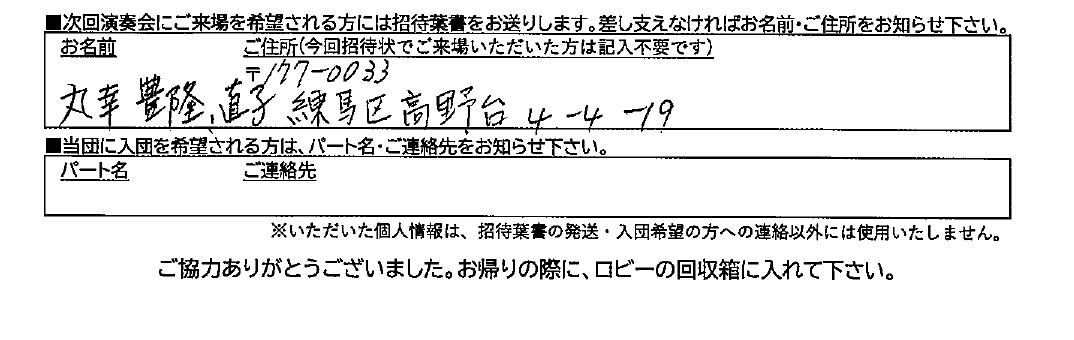 ■次回演奏会にご来場を希望される方には招待葉書をお送りします。差し支えなければお名前・ご住所をお知らせ下さい。
お名前 ご住所(今回招待状でご来場いただいた方は記入不要です)
〒177-0033
丸幸 豊隆、直子 練馬区高野台 4-4-19
■当団に入団を希望される方は、パート名・ご連絡先をお知らせ下さい。
パート名 ご連絡先
※いただいた個人情報は、招待葉書の発送・入団希望の方への連絡以外には使用いたしません。
ご協力ありがとうございました。お帰りの際に、ロビーの回収箱に入れて下さい。